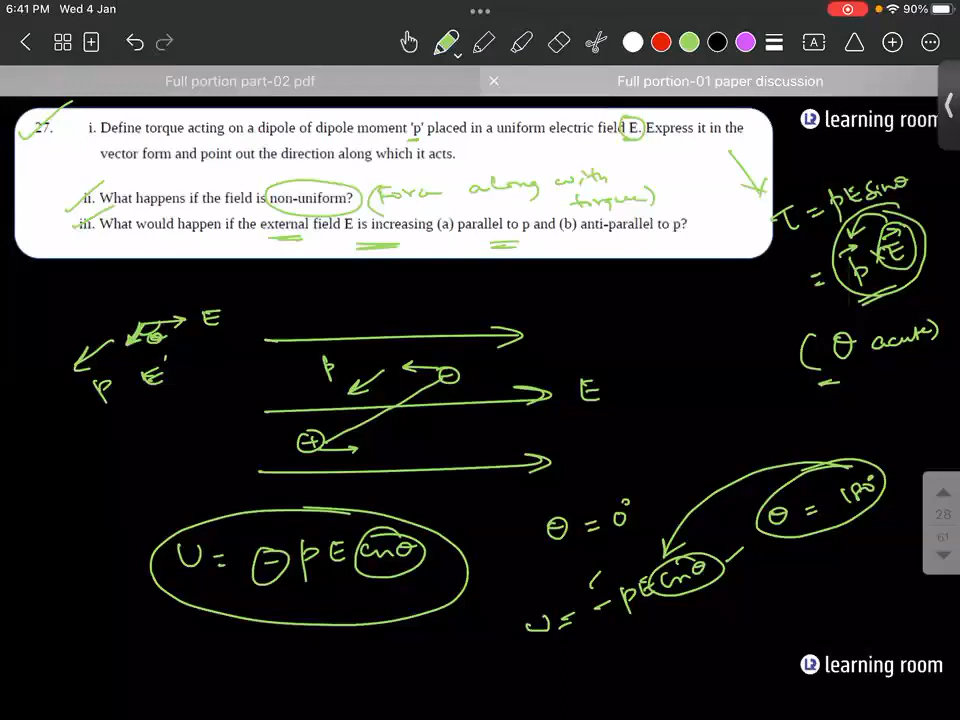 6:41 PM Wed 4 Jan
90%
Full portion part-02 pdf
Full portion-01 paper discussion
learning room
27. i. Define torque acting on a dipole of dipole moment 'p' placed in a uniform electric field E. Express it in the
vector form and point out the direction along which it acts.
ii. What happens if the field is non-uniform? (Force along with
torque)
iii. What would happen if the external field E is increasing (a) parallel to p and (b) anti-parallel to p?
τ = pE sinθ
= p × E
(θ acute)
E
θ
p
E
p
−
+
E
28
61
θ = 0°
θ = 180°
U = − pE cosθ
U = − pE cosθ
learning room